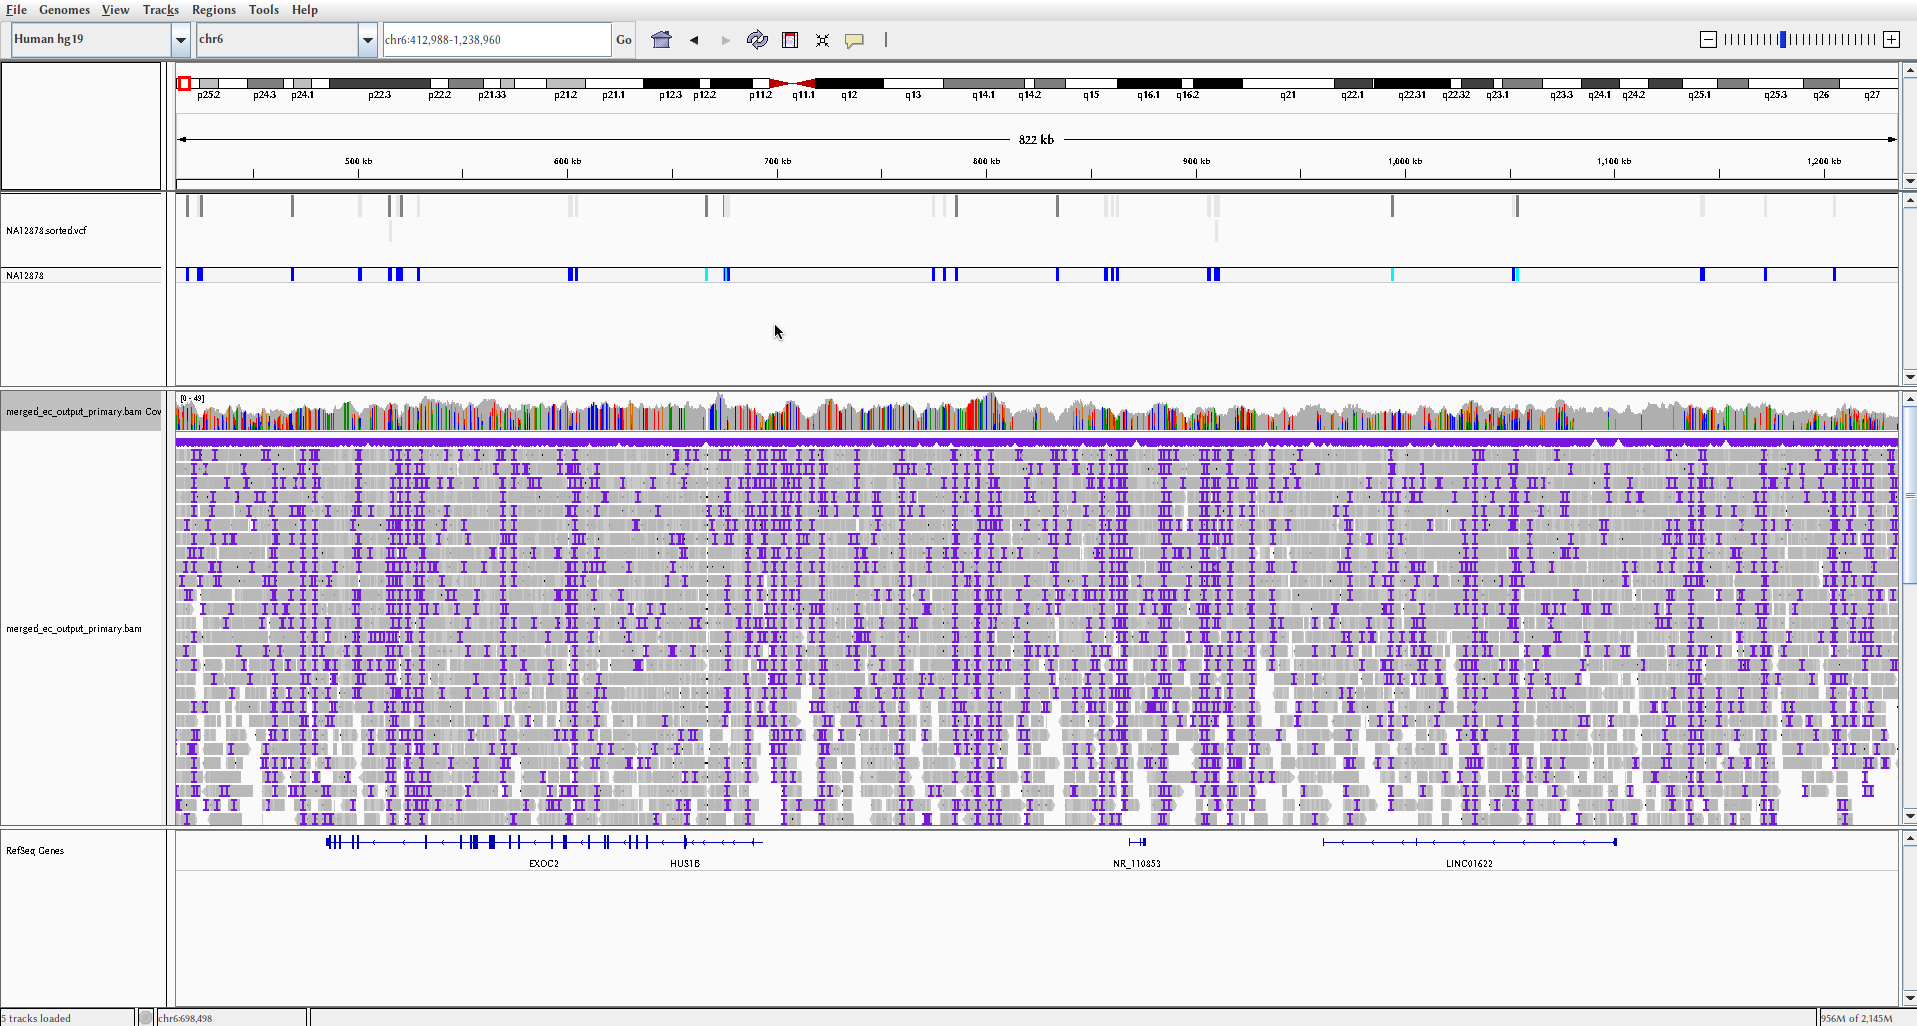 File Genomes View Tracks Regions Tools Help
Human hg19 chr6 chr6:412,988-1,238,960 Go
p25.2 p24.3 p24.1 p22.3 p22.2 p21.33 p21.2 p21.1 p12.3 p12.2 p11.2 q11.1 q12 q13 q14.1 q14.2 q15 q16.1 q16.2 q21 q22.1 q22.31 q22.32 q23.1 q23.3 q24.1 q24.2 q25.1 q25.3 q26 q27
822 kb
500 kb 600 kb 700 kb 800 kb 900 kb 1,000 kb 1,100 kb 1,200 kb
NA12878.sorted.vcf
NA12878
[0 - 49]
merged_ec_output_primary.bam Cov
merged_ec_output_primary.bam
RefSeq Genes
EXOC2 HUS1B NR_110853 LINC01622
5 tracks loaded chr6:698,498 956M of 2,145M